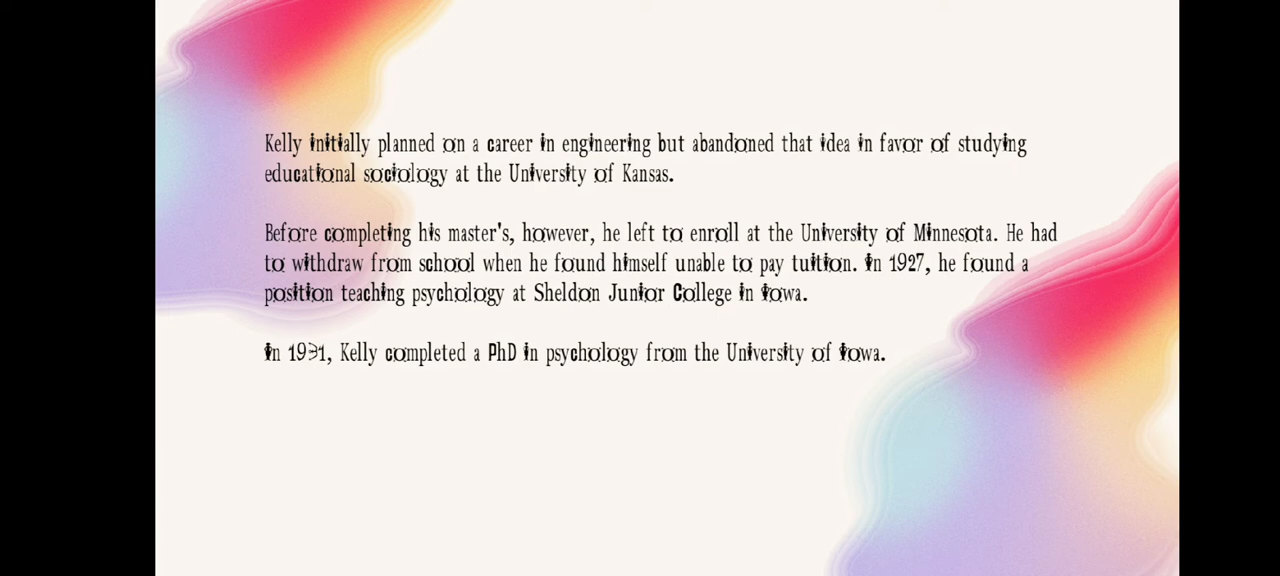 Kelly initially planned on a career in engineering but abandoned that idea in favor of studying
educational sociology at the University of Kansas.
Before completing his master's, however, he left to enroll at the University of Minnesota. He had
to withdraw from school when he found himself unable to pay tuition. In 1927, he found a
position teaching psychology at Sheldon Junior College in Iowa.
In 1931, Kelly completed a PhD in psychology from the University of Iowa.